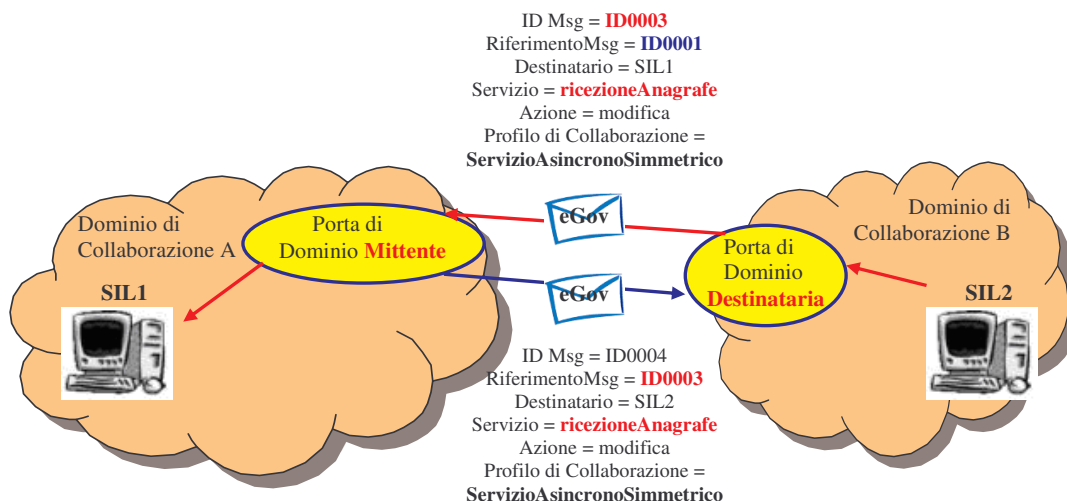 ID Msg = ID0003
RiferimentoMsg = ID0001
Destinatario = SIL1
Servizio = ricezioneAnagrafe
Azione = modifica
Profilo di Collaborazione =
ServizioAsincronoSimmetrico
Dominio di
Collaborazione A
Porta di
Dominio Mittente
eGov
eGov
Dominio di
Collaborazione B
Porta di
Dominio
Destinataria
SIL1
SIL2
ID Msg = ID0004
RiferimentoMsg = ID0003
Destinatario = SIL2
Servizio = ricezioneAnagrafe
Azione = modifica
Profilo di Collaborazione =
ServizioAsincronoSimmetrico